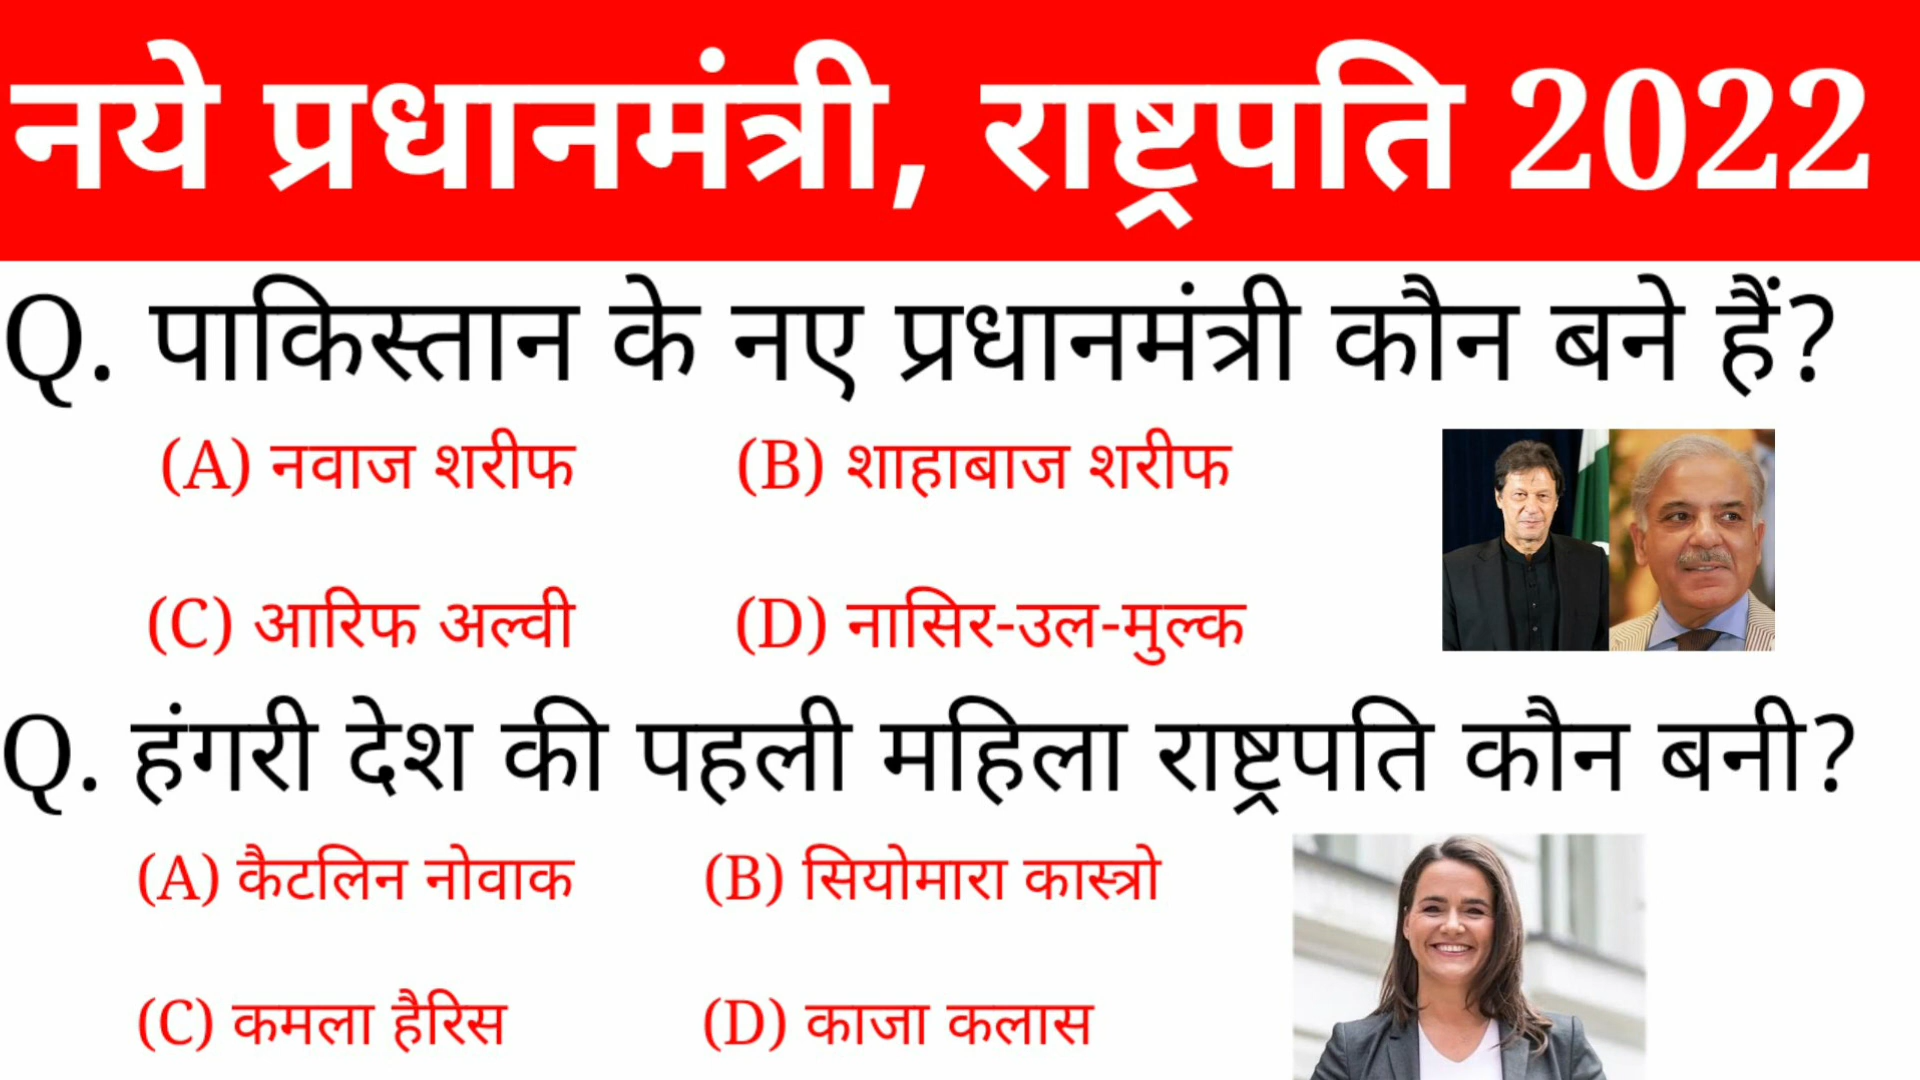 नये प्रधानमंत्री, राष्ट्रपति 2022
Q. पाकिस्तान के नए प्रधानमंत्री कौन बने हैं?
(A) नवाज शरीफ (B) शाहाबाज शरीफ
(C) आरिफ अल्वी (D) नासिर-उल-मुल्क
Q. हंगरी देश की पहली महिला राष्ट्रपति कौन बनी?
(A) कैटलिन नोवाक (B) सियोमारा कास्त्रो
(C) कमला हैरिस (D) काजा कलास